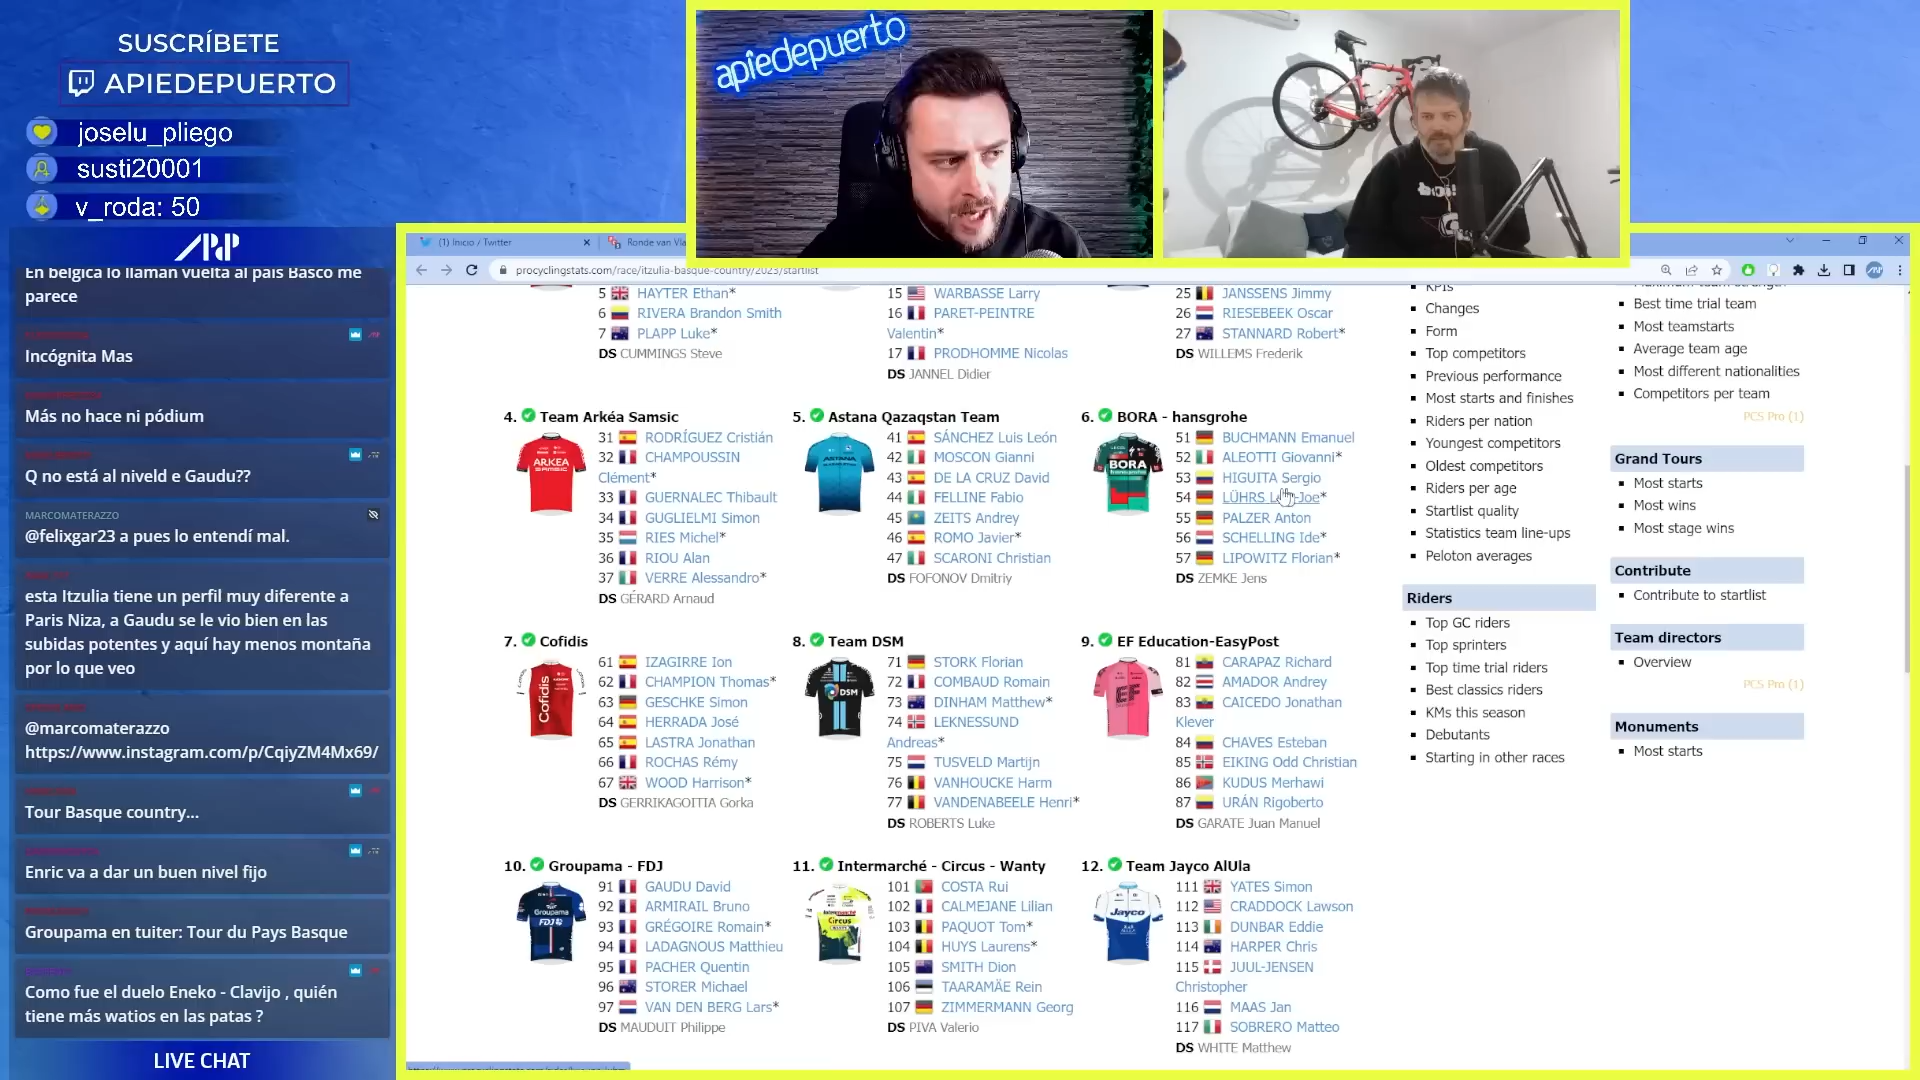 SUSCRÍBETE
APIEDEPUERTO
joselu_pliego
susti20001
v_roda: 50
En belgica lo llaman vuelta al pais Basco me
parece
Incógnita Mas
Más no hace ni pódium
Q no está al niveld e Gaudu??
MARCOMATERAZZO
@felixgar23 a pues lo entendí mal.
esta Itzulia tiene un perfil muy diferente a
Paris Niza, a Gaudu se le vio bien en las
subidas potentes y aquí hay menos montaña
por lo que veo
@marcomaterazzo
https://www.instagram.com/p/CqiyZM4Mx69/
Tour Basque country...
Enric va a dar un buen nivel fijo
Groupama en tuiter: Tour du Pays Basque
Como fue el duelo Eneko - Clavijo , quién
tiene más watios en las patas ?
LIVE CHAT
apiedepuerto
(1) Inicio / Twitter
Ronde van Vla
procyclingstats.com/race/itzulia-basque-country/2023/startlist
5 HAYTER Ethan*
6 RIVERA Brandon Smith
7 PLAPP Luke*
DS CUMMINGS Steve
15 WARBASSE Larry
16 PARET-PEINTRE
Valentin*
17 PRODHOMME Nicolas
DS JANNEL Didier
25 JANSSENS Jimmy
26 RIESEBEEK Oscar
27 STANNARD Robert*
DS WILLEMS Frederik
4. Team Arkéa Samsic
ARKEA
31 RODRÍGUEZ Cristián
32 CHAMPOUSSIN
Clément*
33 GUERNALEC Thibault
34 GUGLIELMI Simon
35 RIES Michel*
36 RIOU Alan
37 VERRE Alessandro*
DS GÉRARD Arnaud
5. Astana Qazaqstan Team
ASTANA
41 SÁNCHEZ Luis León
42 MOSCON Gianni
43 DE LA CRUZ David
44 FELLINE Fabio
45 ZEITS Andrey
46 ROMO Javier*
47 SCARONI Christian
DS FOFONOV Dmitriy
6. BORA - hansgrohe
BORA
51 BUCHMANN Emanuel
52 ALEOTTI Giovanni*
53 HIGUITA Sergio
54 LÜHRS L Joe*
55 PALZER Anton
56 SCHELLING Ide*
57 LIPOWITZ Florian*
DS ZEMKE Jens
7. Cofidis
Cofidis
61 IZAGIRRE Ion
62 CHAMPION Thomas*
63 GESCHKE Simon
64 HERRADA José
65 LASTRA Jonathan
66 ROCHAS Rémy
67 WOOD Harrison*
DS GERRIKAGOITIA Gorka
8. Team DSM
DSM
71 STORK Florian
72 COMBAUD Romain
73 DINHAM Matthew*
74 LEKNESSUND
Andreas*
75 TUSVELD Martijn
76 VANHOUCKE Harm
77 VANDENABEELE Henri*
DS ROBERTS Luke
9. EF Education-EasyPost
EF
81 CARAPAZ Richard
82 AMADOR Andrey
83 CAICEDO Jonathan
Klever
84 CHAVES Esteban
85 EIKING Odd Christian
86 KUDUS Merhawi
87 URÁN Rigoberto
DS GARATE Juan Manuel
10. Groupama - FDJ
Groupama
FDJ
91 GAUDU David
92 ARMIRAIL Bruno
93 GRÉGOIRE Romain*
94 LADAGNOUS Matthieu
95 PACHER Quentin
96 STORER Michael
97 VAN DEN BERG Lars*
DS MAUDUIT Philippe
11. Intermarché - Circus - Wanty
Circus
101 COSTA Rui
102 CALMEJANE Lilian
103 PAQUOT Tom*
104 HUYS Laurens*
105 SMITH Dion
106 TAARAMÄE Rein
107 ZIMMERMANN Georg
DS PIVA Valerio
12. Team Jayco AlUla
Jayco
111 YATES Simon
112 CRADDOCK Lawson
113 DUNBAR Eddie
114 HARPER Chris
115 JUUL-JENSEN
Christopher
116 MAAS Jan
117 SOBRERO Matteo
DS WHITE Matthew
KPIs
Changes
Form
Top competitors
Previous performance
Most starts and finishes
Riders per nation
Youngest competitors
Oldest competitors
Riders per age
Startlist quality
Statistics team line-ups
Peloton averages
Riders
Top GC riders
Top sprinters
Top time trial riders
Best classics riders
KMs this season
Debutants
Starting in other races
Best time trial team
Most teamstarts
Average team age
Most different nationalities
Competitors per team
PCS Pro (1)
Grand Tours
Most starts
Most wins
Most stage wins
Contribute
Contribute to startlist
Team directors
Overview
PCS Pro (1)
Monuments
Most starts